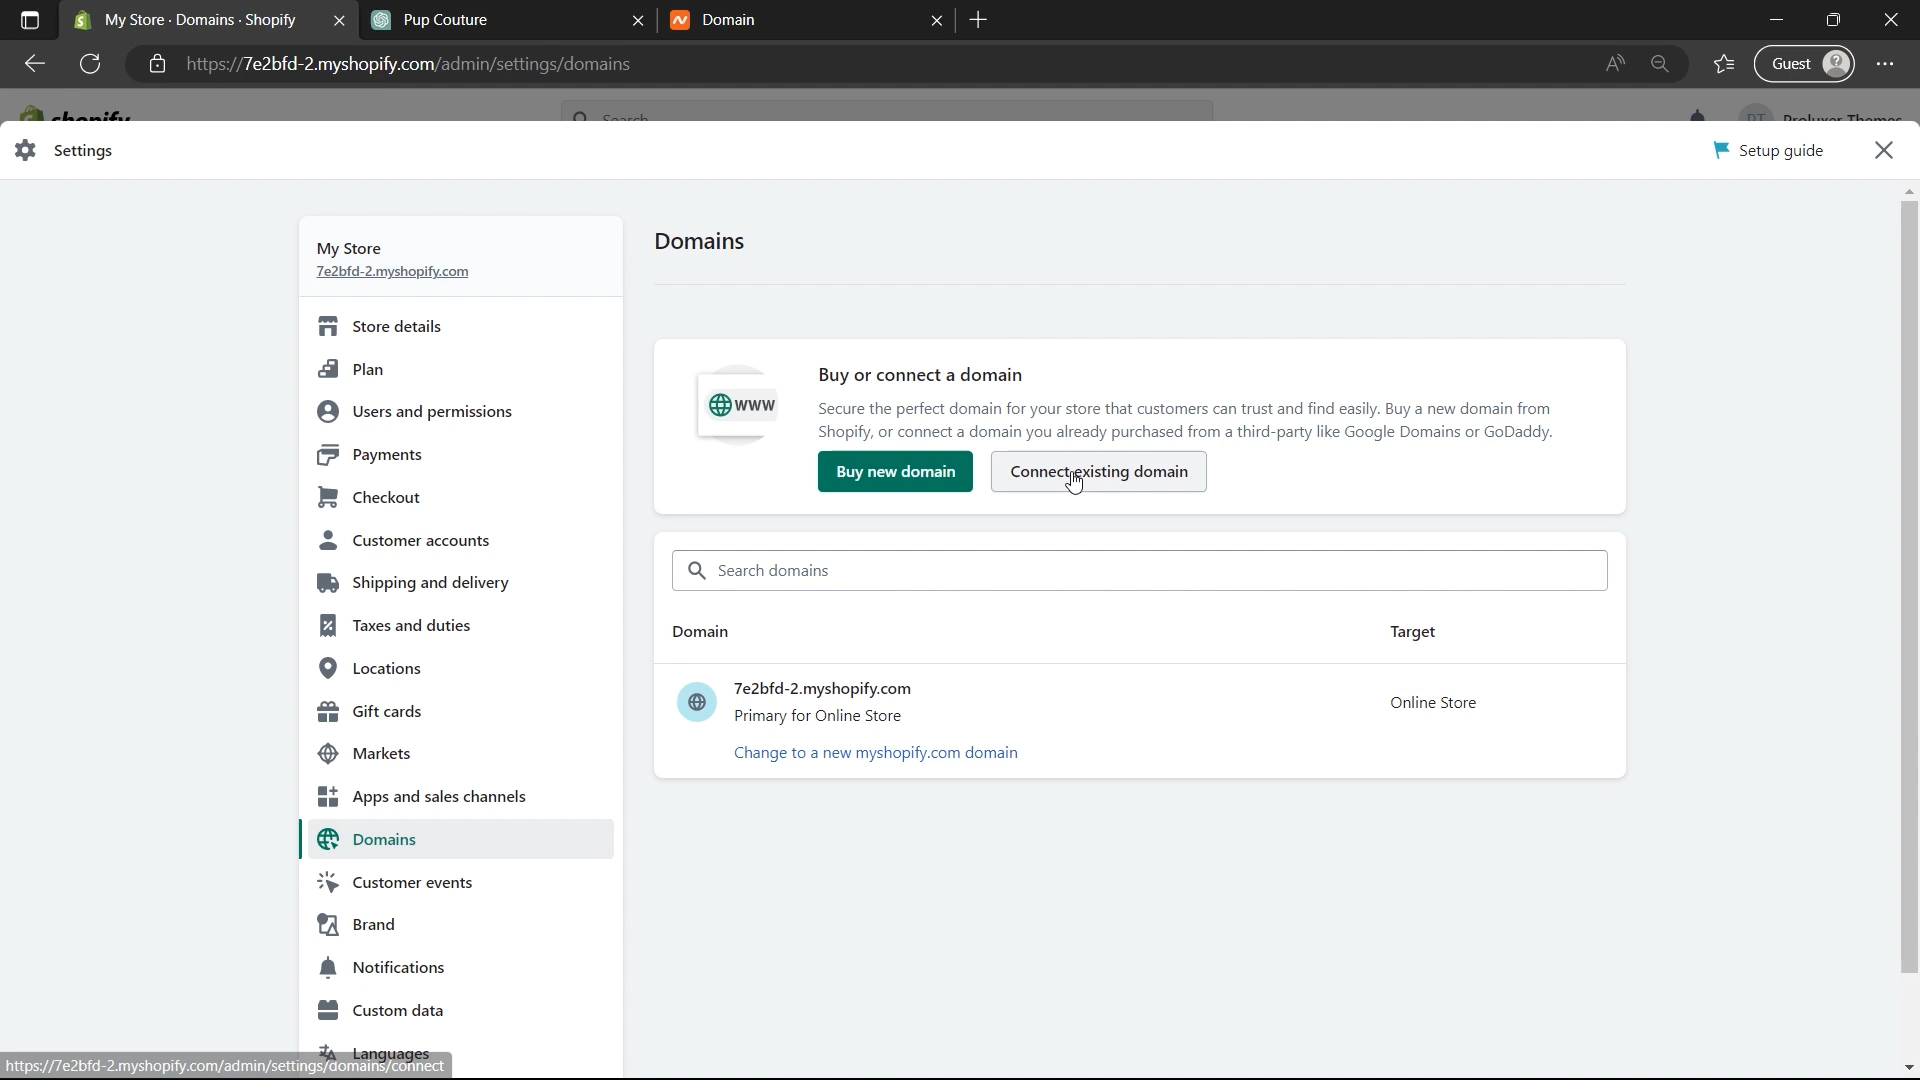 My Store · Domains · Shopify
Pup Couture
Domain
https://7e2bfd-2.myshopify.com/admin/settings/domains
Guest
shopify
Search
PT
Proluxer Themes
Settings
Setup guide
My Store
7e2bfd-2.myshopify.com
Store details
Plan
Users and permissions
Payments
Checkout
Customer accounts
Shipping and delivery
Taxes and duties
Locations
Gift cards
Markets
Apps and sales channels
Domains
Customer events
Brand
Notifications
Custom data
Languages
Domains
WWW
Buy or connect a domain
Secure the perfect domain for your store that customers can trust and find easily. Buy a new domain from
Shopify, or connect a domain you already purchased from a third-party like Google Domains or GoDaddy.
Buy new domain
Connect existing domain
Search domains
Domain
Target
7e2bfd-2.myshopify.com
Primary for Online Store
Online Store
Change to a new myshopify.com domain
https://7e2bfd-2.myshopify.com/admin/settings/domains/connect